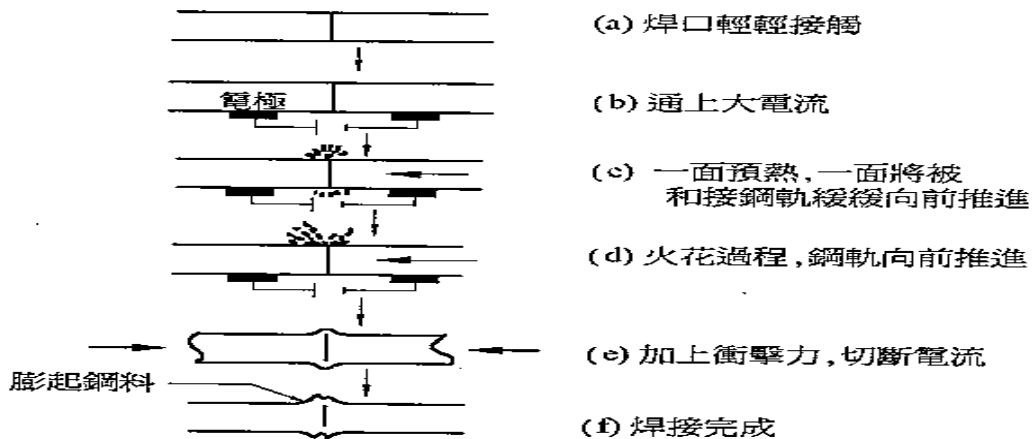 (a) 焊口輕輕接觸
電極
(b) 通上大電流
(c) 一面預熱,一面將被
和接鋼軌緩緩向前推進
(d) 火花過程,鋼軌向前推進
(e) 加上衝擊力,切斷電流
膨起鋼料
(f) 焊接完成